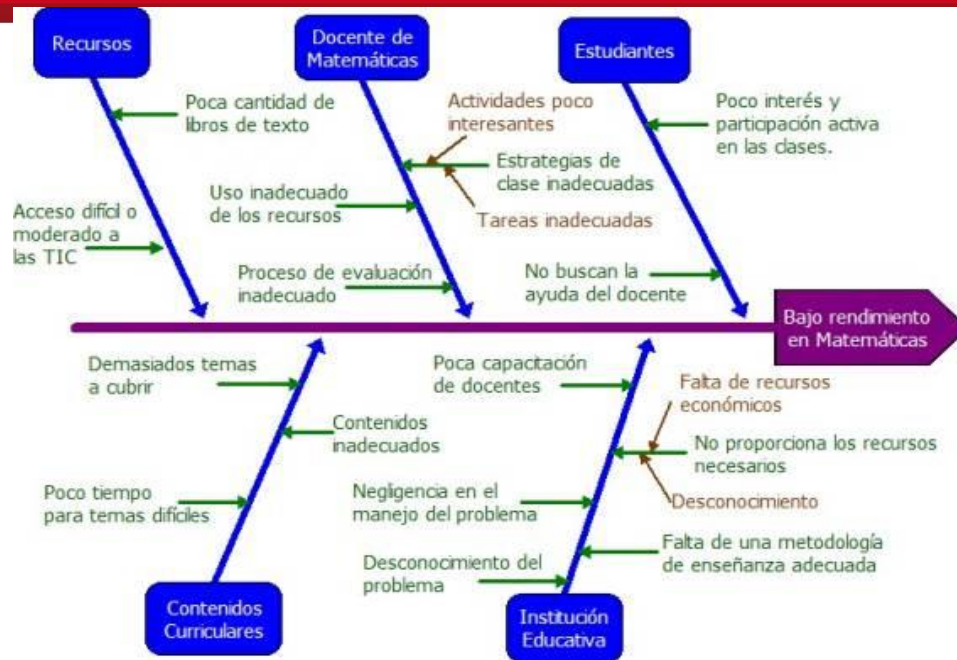 Recursos
Docente de
Matemáticas
Estudiantes
Poca cantidad de
libros de texto
Acceso difícil o
moderado a
las TIC
Actividades poco
interesantes
Estrategias de
clase inadecuadas
Tareas inadecuadas
Uso inadecuado
de los recursos
Proceso de evaluación
inadecuado
Poco interés y
participación activa
en las clases.
No buscan la
ayuda del docente
Bajo rendimiento
en Matemáticas
Demasiados temas
a cubrir
Contenidos
inadecuados
Poco tiempo
para temas difíciles
Contenidos
Curriculares
Poca capacitación
de docentes
Falta de recursos
económicos
No proporciona los recursos
necesarios
Desconocimiento
Negligencia en el
manejo del problema
Falta de una metodología
de enseñanza adecuada
Desconocimiento del
problema
Institución
Educativa